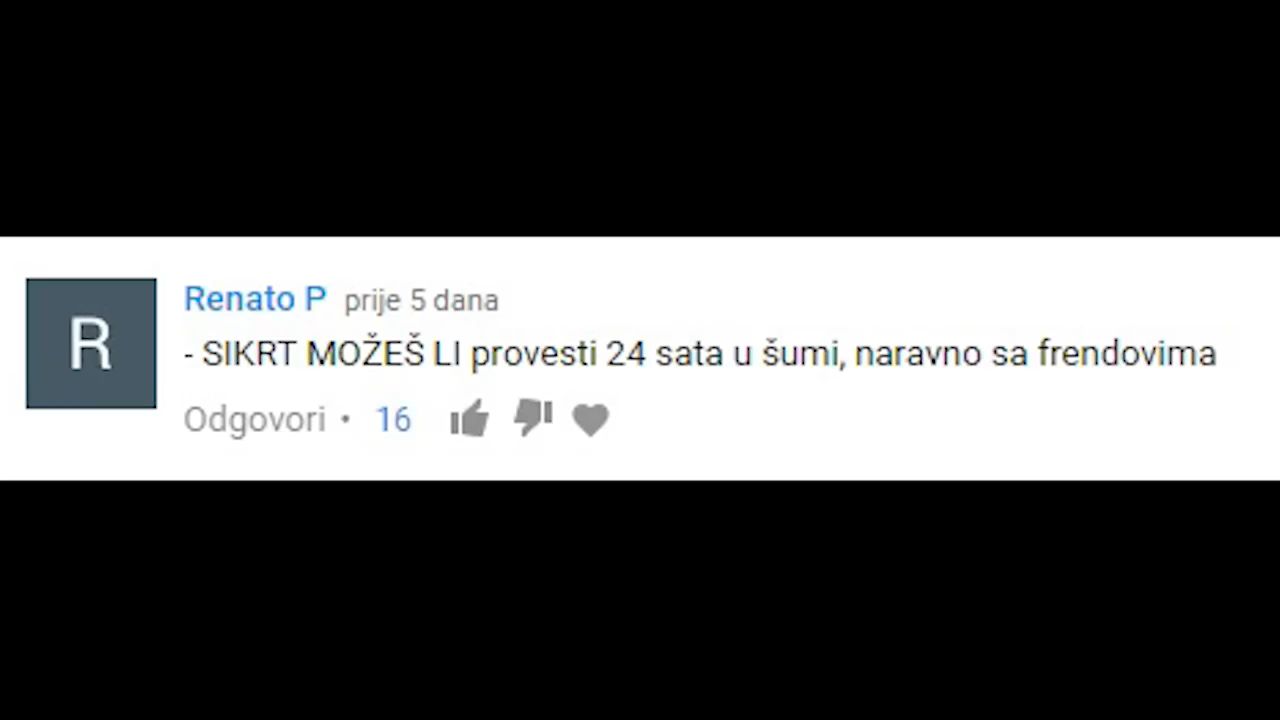 R
Renato P prije 5 dana
- SIKRT MOŽEŠ LI provesti 24 sata u šumi, naravno sa frendovima
Odgovori • 16